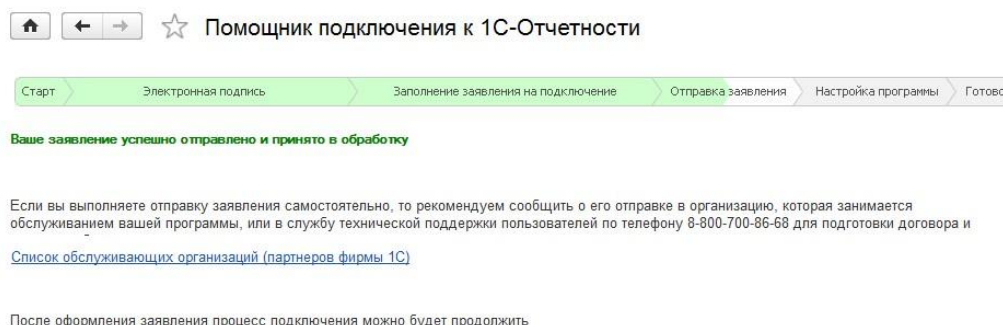 Помощник подключения к 1С-Отчетности
Старт Электронная подпись Заполнение заявления на подключение Отправка заявления Настройка программы Готово
Ваше заявление успешно отправлено и принято в обработку
Если вы выполняете отправку заявления самостоятельно, то рекомендуем сообщить о его отправке в организацию, которая занимается
обслуживанием вашей программы, или в службу технической поддержки пользователей по телефону 8-800-700-86-68 для подготовки договора и
Список обслуживающих организаций (партнеров фирмы 1С)
После оформления заявления процесс подключения можно будет продолжить